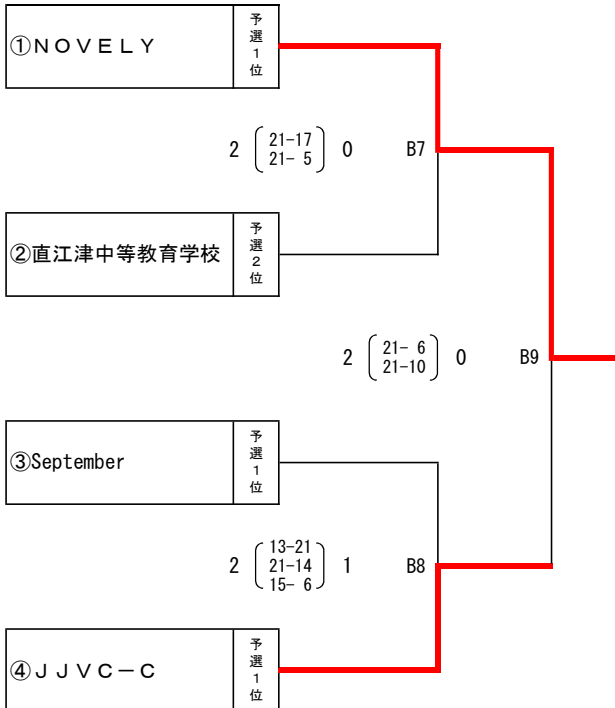 ①ＮＯＶＥＬＹ
予選1位
2 21-17 0 B7
21- 5
②直江津中等教育学校
予選2位
2 21- 6 0 B9
21-10
③September
予選1位
2 13-21 1 B8
21-14
15- 6
④ＪＪＶＣ－Ｃ
予選1位